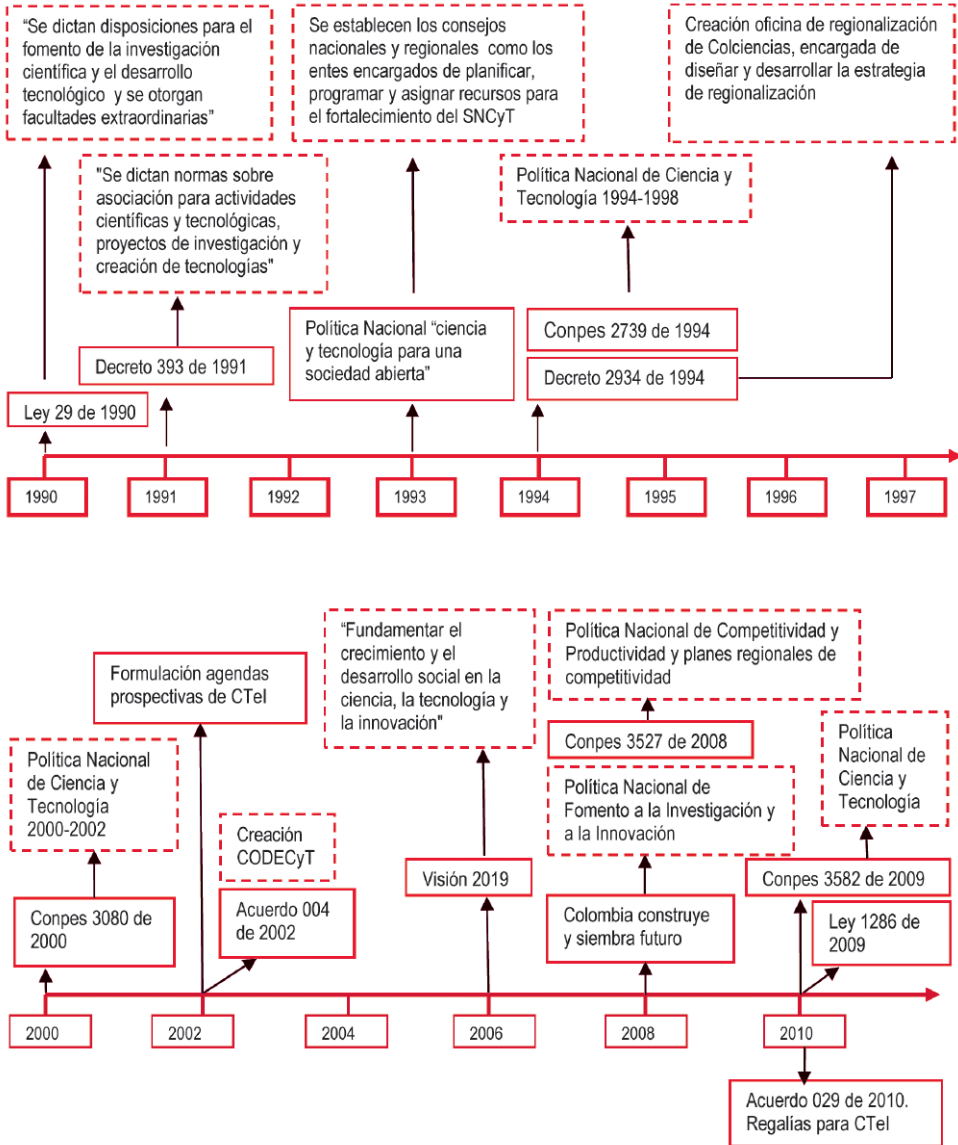 “Se dictan disposiciones para el
fomento de la investigación
científica y el desarrollo
tecnológico y se otorgan
facultades extraordinarias”
Se establecen los consejos
nacionales y regionales como los
entes encargados de planificar,
programar y asignar recursos para
el fortalecimiento del SNCyT
Creación oficina de regionalización
de Colciencias, encargada de
diseñar y desarrollar la estrategia
de regionalización
"Se dictan normas sobre
asociación para actividades
científicas y tecnológicas,
proyectos de investigación y
creación de tecnologías"
Política Nacional de Ciencia y
Tecnología 1994-1998
Ley 29 de 1990
Decreto 393 de 1991
Política Nacional “ciencia
y tecnología para una
sociedad abierta”
Conpes 2739 de 1994
Decreto 2934 de 1994
1990
1991
1992
1993
1994
1995
1996
1997
Política Nacional
de Ciencia y
Tecnología
2000-2002
Formulación agendas
prospectivas de CTeI
Creación
CODECyT
“Fundamentar el
crecimiento y el
desarrollo social en la
ciencia, la tecnología y
la innovación"
Política Nacional de Competitividad y
Productividad y planes regionales de
competitividad
Conpes 3527 de 2008
Política Nacional de
Fomento a la Investigación y
a la Innovación
Política
Nacional de
Ciencia y
Tecnología
Conpes 3080 de
2000
Acuerdo 004
de 2002
Visión 2019
Colombia construye
y siembra futuro
Conpes 3582 de 2009
Ley 1286 de
2009
2000
2002
2004
2006
2008
2010
Acuerdo 029 de 2010.
Regalías para CTeI